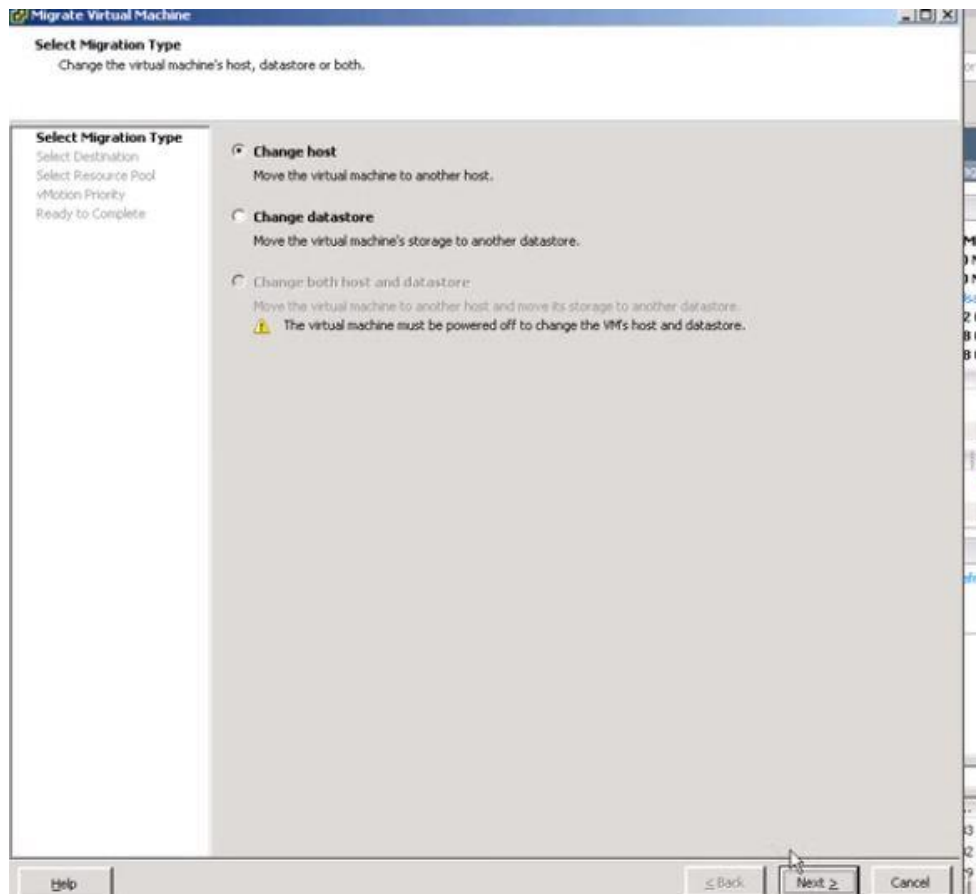 Migrate Virtual Machine
Select Migration Type
Change the virtual machine's host, datastore or both.
Select Migration Type
Select Destination
Select Resource Pool
vMotion Priority
Ready to Complete
Change host
Move the virtual machine to another host.
Change datastore
Move the virtual machine's storage to another datastore.
Change both host and datastore
Move the virtual machine to another host and move its storage to another datastore.
The virtual machine must be powered off to change the VM's host and datastore.
Help
< Back
Next >
Cancel